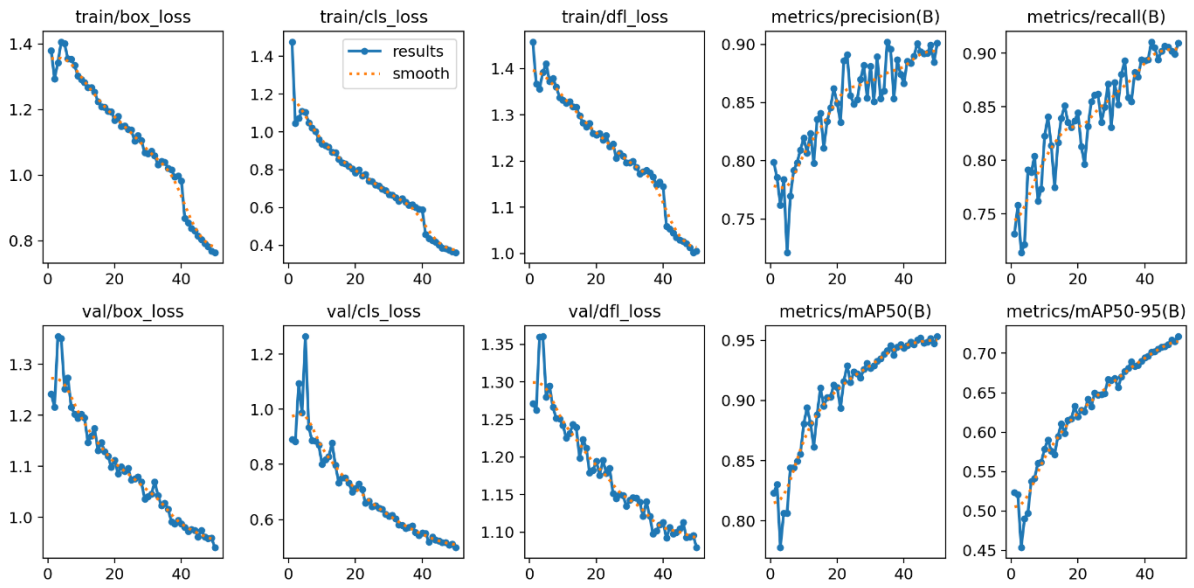 train/box_loss
train/cls_loss
train/dfl_loss
metrics/precision(B)
metrics/recall(B)
1.4
1.2
1.0
0.8
0 20 40
results
smooth
1.4
1.2
1.0
0.8
0.6
0.4
0 20 40
1.4
1.3
1.2
1.1
1.0
0 20 40
0.90
0.85
0.80
0.75
0 20 40
0.90
0.85
0.80
0.75
0 20 40
val/box_loss
val/cls_loss
val/dfl_loss
metrics/mAP50(B)
metrics/mAP50-95(B)
1.3
1.2
1.1
1.0
0 20 40
1.2
1.0
0.8
0.6
0 20 40
1.35
1.30
1.25
1.20
1.15
1.10
0 20 40
0.95
0.90
0.85
0.80
0 20 40
0.70
0.65
0.60
0.55
0.50
0.45
0 20 40